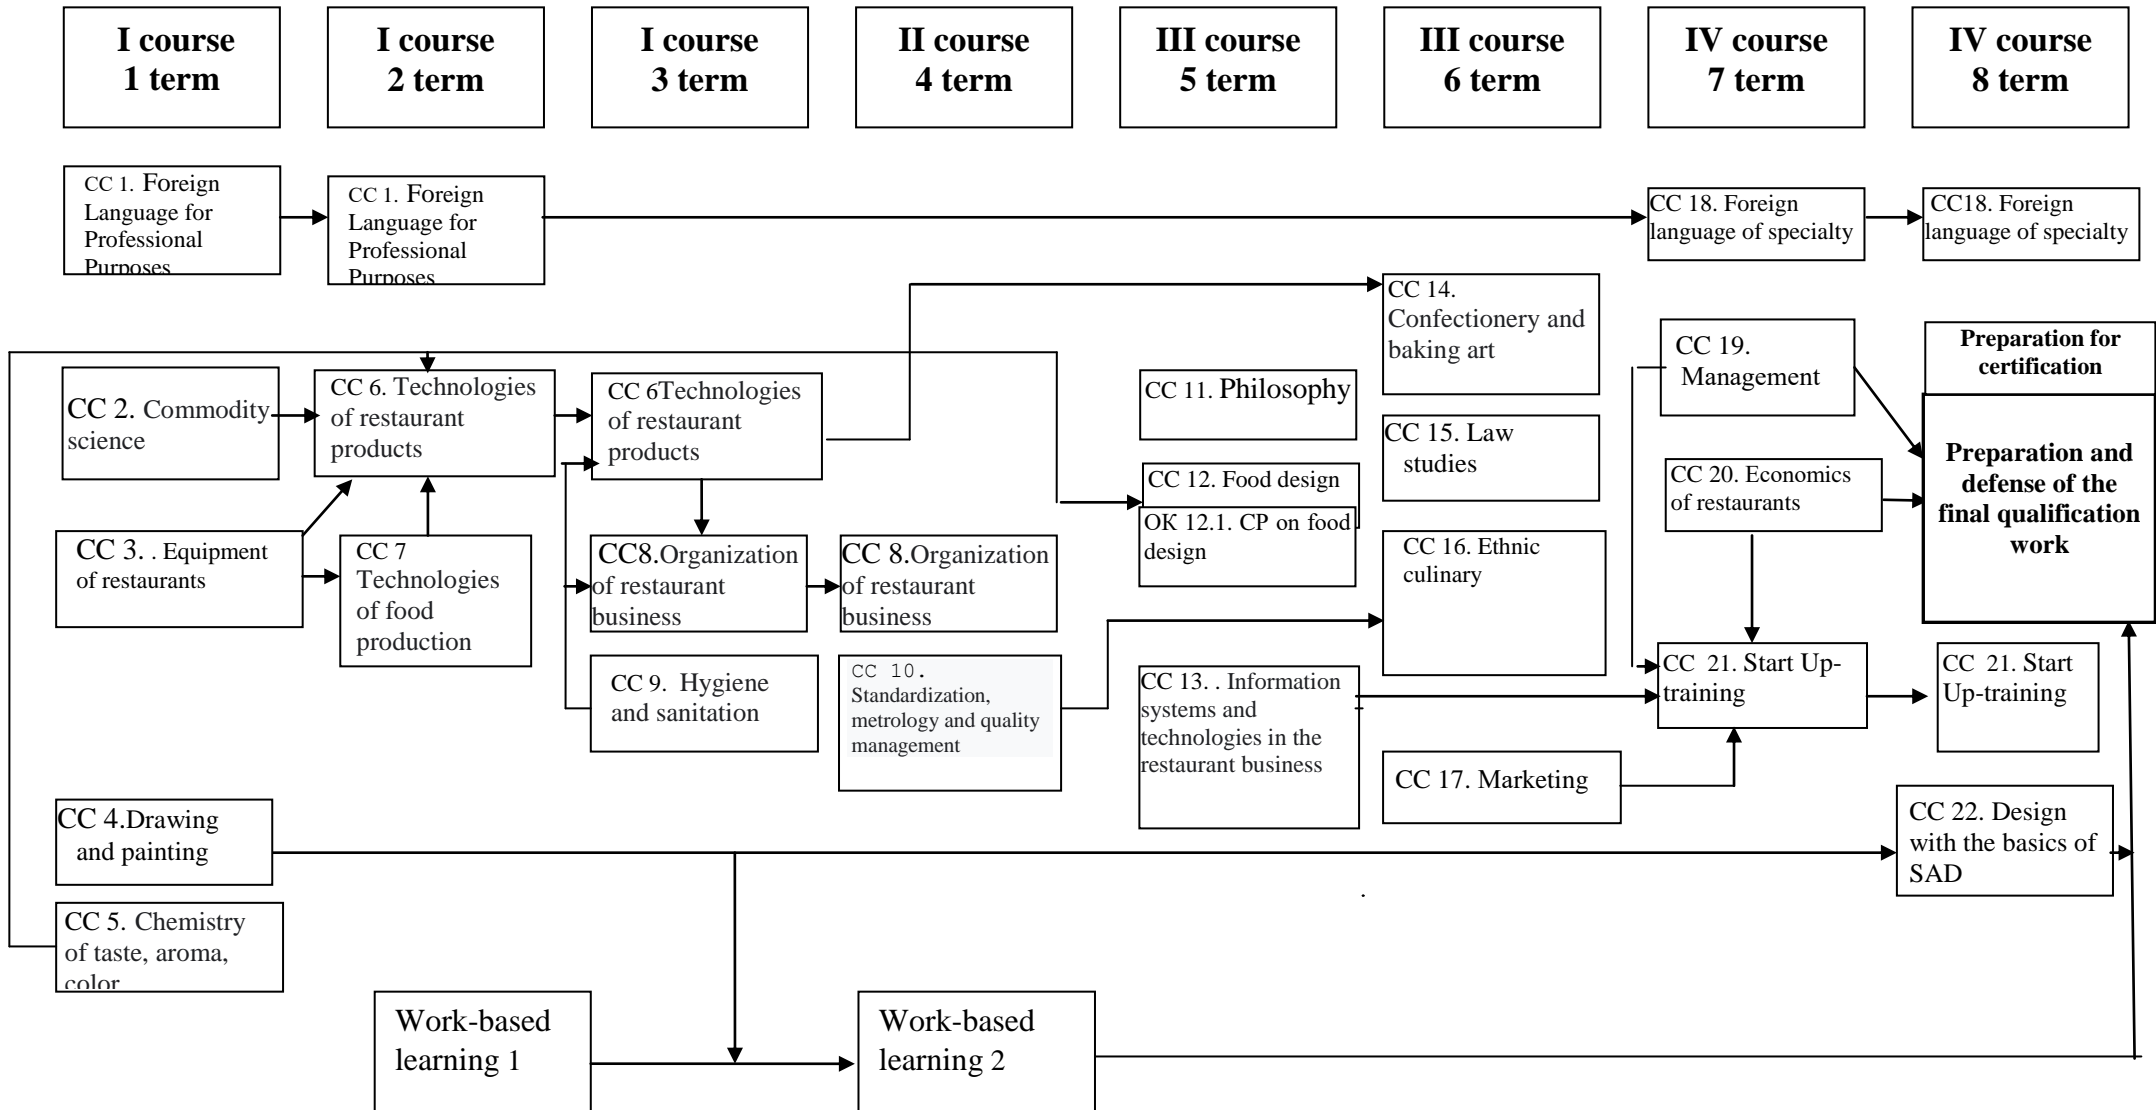 I course
1 term
I course
2 term
I course
3 term
II course
4 term
III course
5 term
III course
6 term
IV course
7 term
IV course
8 term
CC 1. Foreign
Language for
Professional
Purposes
CC 1. Foreign
Language for
Professional
Purposes
CC 18. Foreign
language of specialty
CC18. Foreign
language of specialty
CC 14.
Confectionery and
baking art
CC 19.
Management
Preparation for
certification
CC 2. Commodity
science
CC 6. Technologies
of restaurant
products
CC 6Technologies
of restaurant
products
CC 11. Philosophy
CC 15. Law
studies
Preparation and
defense of the
final qualification
work
CC 12. Food design
OK 12.1. CP on food
design
CC 20. Economics
of restaurants
CC 3. . Equipment
of restaurants
CC 7
Technologies
of food
production
CC8.Organization
of restaurant
business
CC 8.Organization
of restaurant
business
CC 16. Ethnic
culinary
CC 9. Hygiene
and sanitation
CC 10.
Standardization,
metrology and quality
management
CC 13. . Information
systems and
technologies in the
restaurant business
CC 21. Start Up-
training
CC 21. Start
Up-training
CC 17. Marketing
CC 4.Drawing
and painting
CC 22. Design
with the basics of
SAD
.
CC 5. Chemistry
of taste, aroma,
color
Work-based
learning 1
Work-based
learning 2